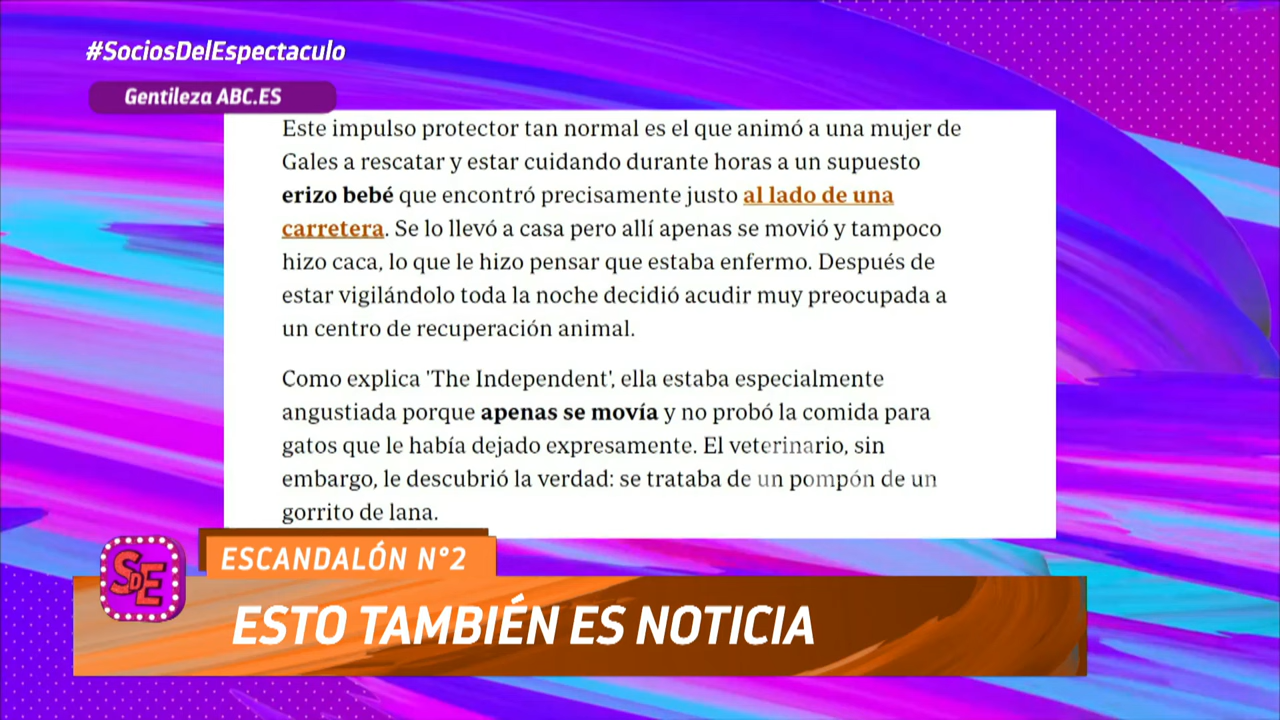 #SociosDelEspectaculo
Gentileza ABC.ES
Este impulso protector tan normal es el que animó a una mujer de
Gales a rescatar y estar cuidando durante horas a un supuesto
erizo bebé que encontró precisamente justo al lado de una
carretera. Se lo llevó a casa pero allí apenas se movió y tampoco
hizo caca, lo que le hizo pensar que estaba enfermo. Después de
estar vigilándolo toda la noche decidió acudir muy preocupada a
un centro de recuperación animal.
Como explica 'The Independent', ella estaba especialmente
angustiada porque apenas se movía y no probó la comida para
gatos que le había dejado expresamente. El veterinario, sin
embargo, le descubrió la verdad: se trataba de un pompón de un
gorrito de lana.
ESCANDALÓN N°2
SDE
ESTO TAMBIÉN ES NOTICIA